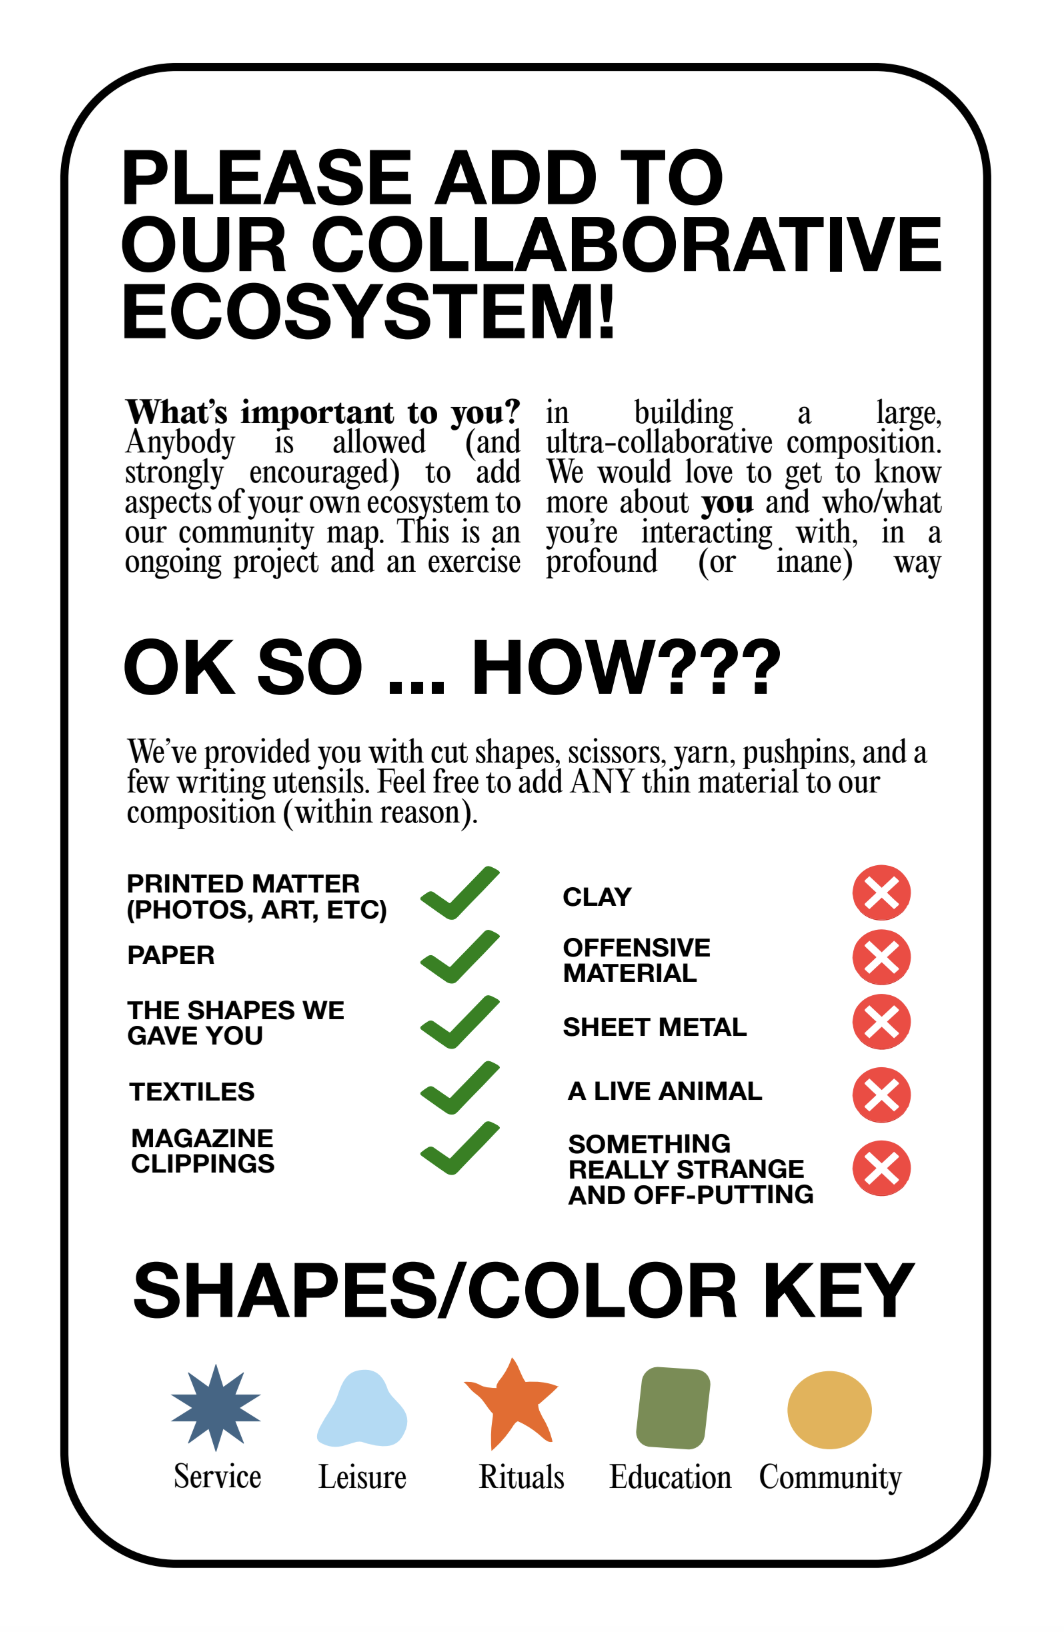 PLEASE ADD TO
OUR COLLABORATIVE
ECOSYSTEM!
What's important to you?
Anybody is allowed (and
strongly encouraged) to add
aspects of your own ecosystem to
our community map. This is an
ongoing project and an exercise
in building a large,
ultra-collaborative composition.
We would love to get to know
more about you and who/what
you're interacting with, in a
profound (or inane) way
OK SO ... HOW???
We've provided you with cut shapes, scissors, yarn, pushpins, and a
few writing utensils. Feel free to add ANY thin material to our
composition (within reason).
PRINTED MATTER
(PHOTOS, ART, ETC)
PAPER
THE SHAPES WE
GAVE YOU
TEXTILES
MAGAZINE
CLIPPINGS
CLAY
OFFENSIVE
MATERIAL
SHEET METAL
A LIVE ANIMAL
SOMETHING
REALLY STRANGE
AND OFF-PUTTING
SHAPES/COLOR KEY
Service
Leisure
Rituals
Education
Community